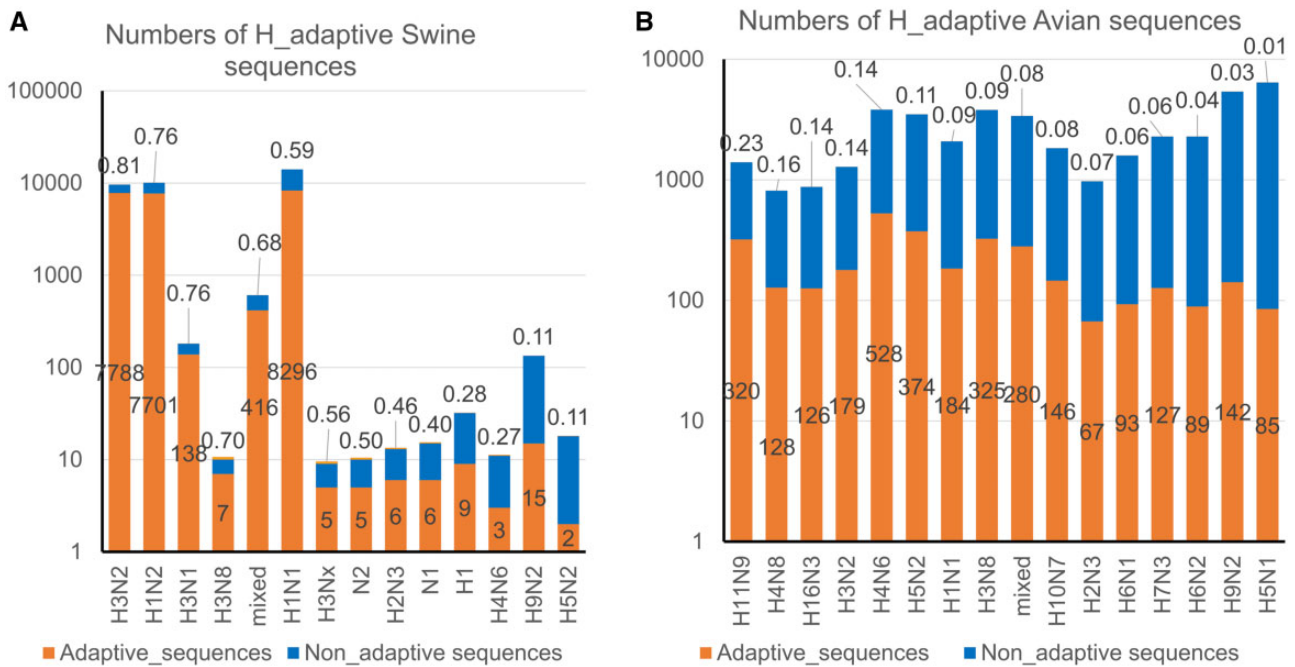 A
Numbers of H_adaptive Swine
sequences
100000
10000
1000
100
10
1
0.81
0.76
0.76
0.70
0.68
0.59
0.56
0.50
0.46
0.40
0.28
0.27
0.11
0.11
7788
7701
138
7
416
8296
5
5
6
6
9
3
15
2
H3N2
H1N2
H3N1
H3N8
mixed
H1N1
H3Nx
N2
H2N3
N1
H1
H4N6
H9N2
H5N2
Adaptive_sequences Non_adaptive sequences
B
Numbers of H_adaptive Avian sequences
10000
1000
100
10
1
0.23
0.16
0.14
0.14
0.14
0.11
0.09
0.09
0.08
0.08
0.07
0.06
0.06
0.04
0.03
0.01
320
128
126
179
528
374
184
325
280
146
67
93
127
89
142
85
H11N9
H4N8
H16N3
H3N2
H4N6
H5N2
H1N1
H3N8
mixed
H10N7
H2N3
H6N1
H7N3
H6N2
H9N2
H5N1
Adaptive_sequences Non_adaptive sequences